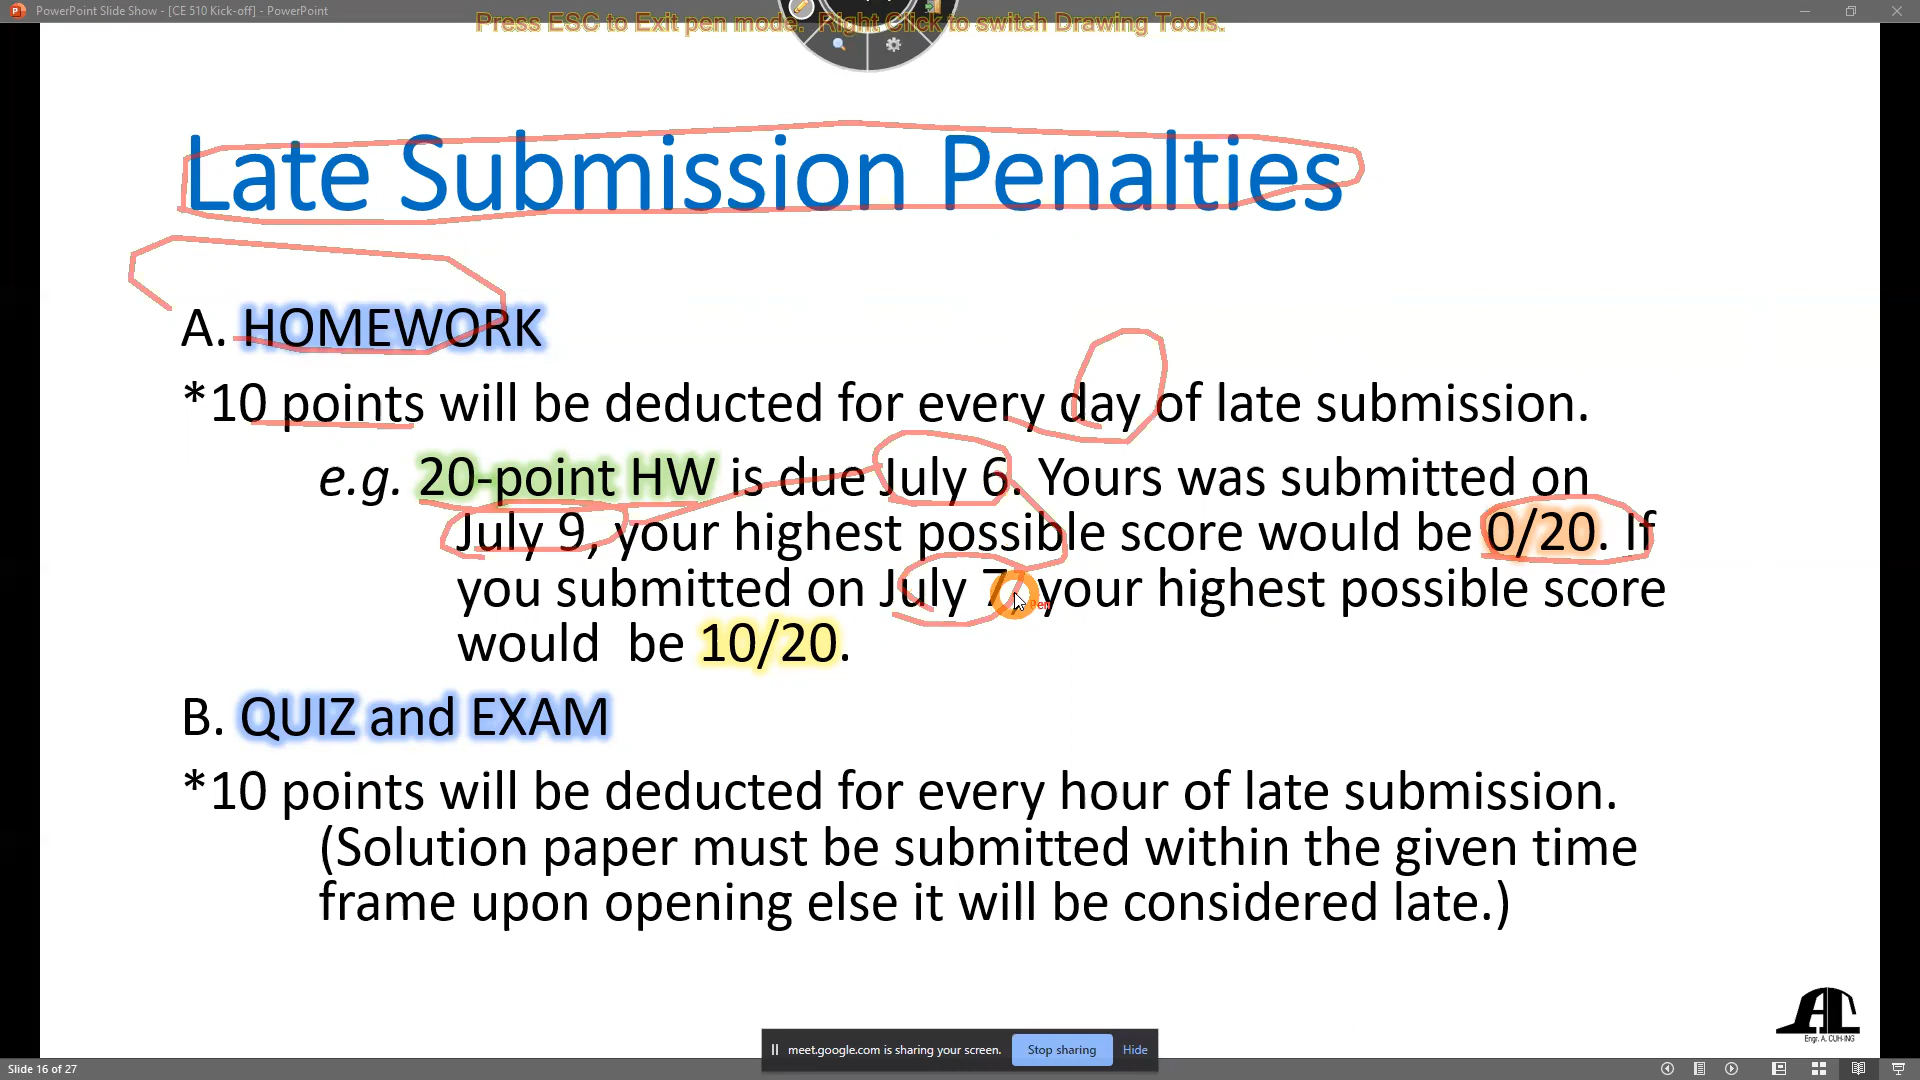 PowerPoint Slide Show - [CE 510 Kick-off] - PowerPoint
Press ESC to Exit pen mode. Right Click to switch Drawing Tools.
Late Submission Penalties
A. HOMEWORK
*10 points will be deducted for every day of late submission.
e.g. 20-point HW is due July 6. Yours was submitted on
July 9, your highest possible score would be 0/20. If
you submitted on July 7, your highest possible score
Pen
would  be 10/20.
B. QUIZ and EXAM
*10 points will be deducted for every hour of late submission.
(Solution paper must be submitted within the given time
frame upon opening else it will be considered late.)
Engr. A. CUH-ING
meet.google.com is sharing your screen. Stop sharing Hide
Slide 16 of 27